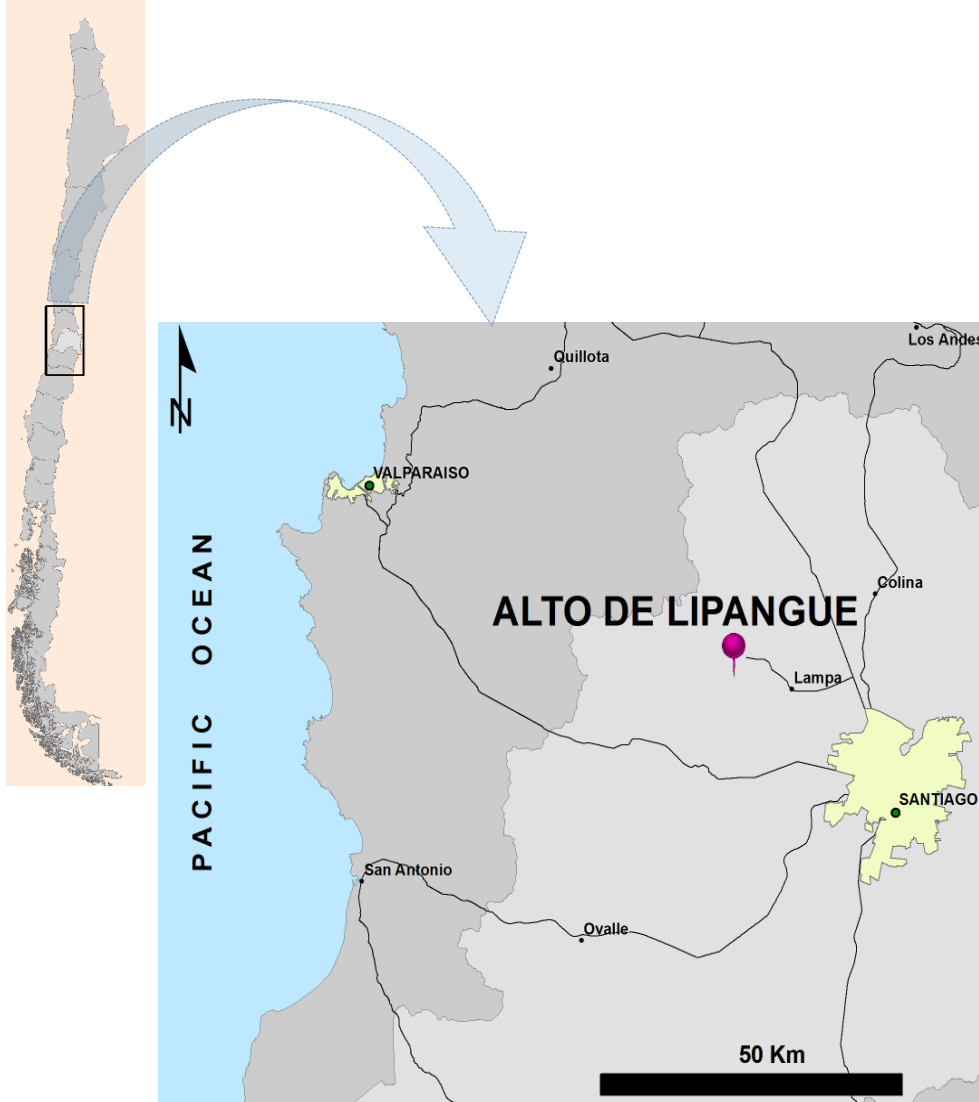 Los Andes
Quillota
N
VALPARAISO
PACIFIC OCEAN
Colina
ALTO DE LIPANGUE
Lampa
SANTIAGO
San Antonio
Ovalle
50 Km